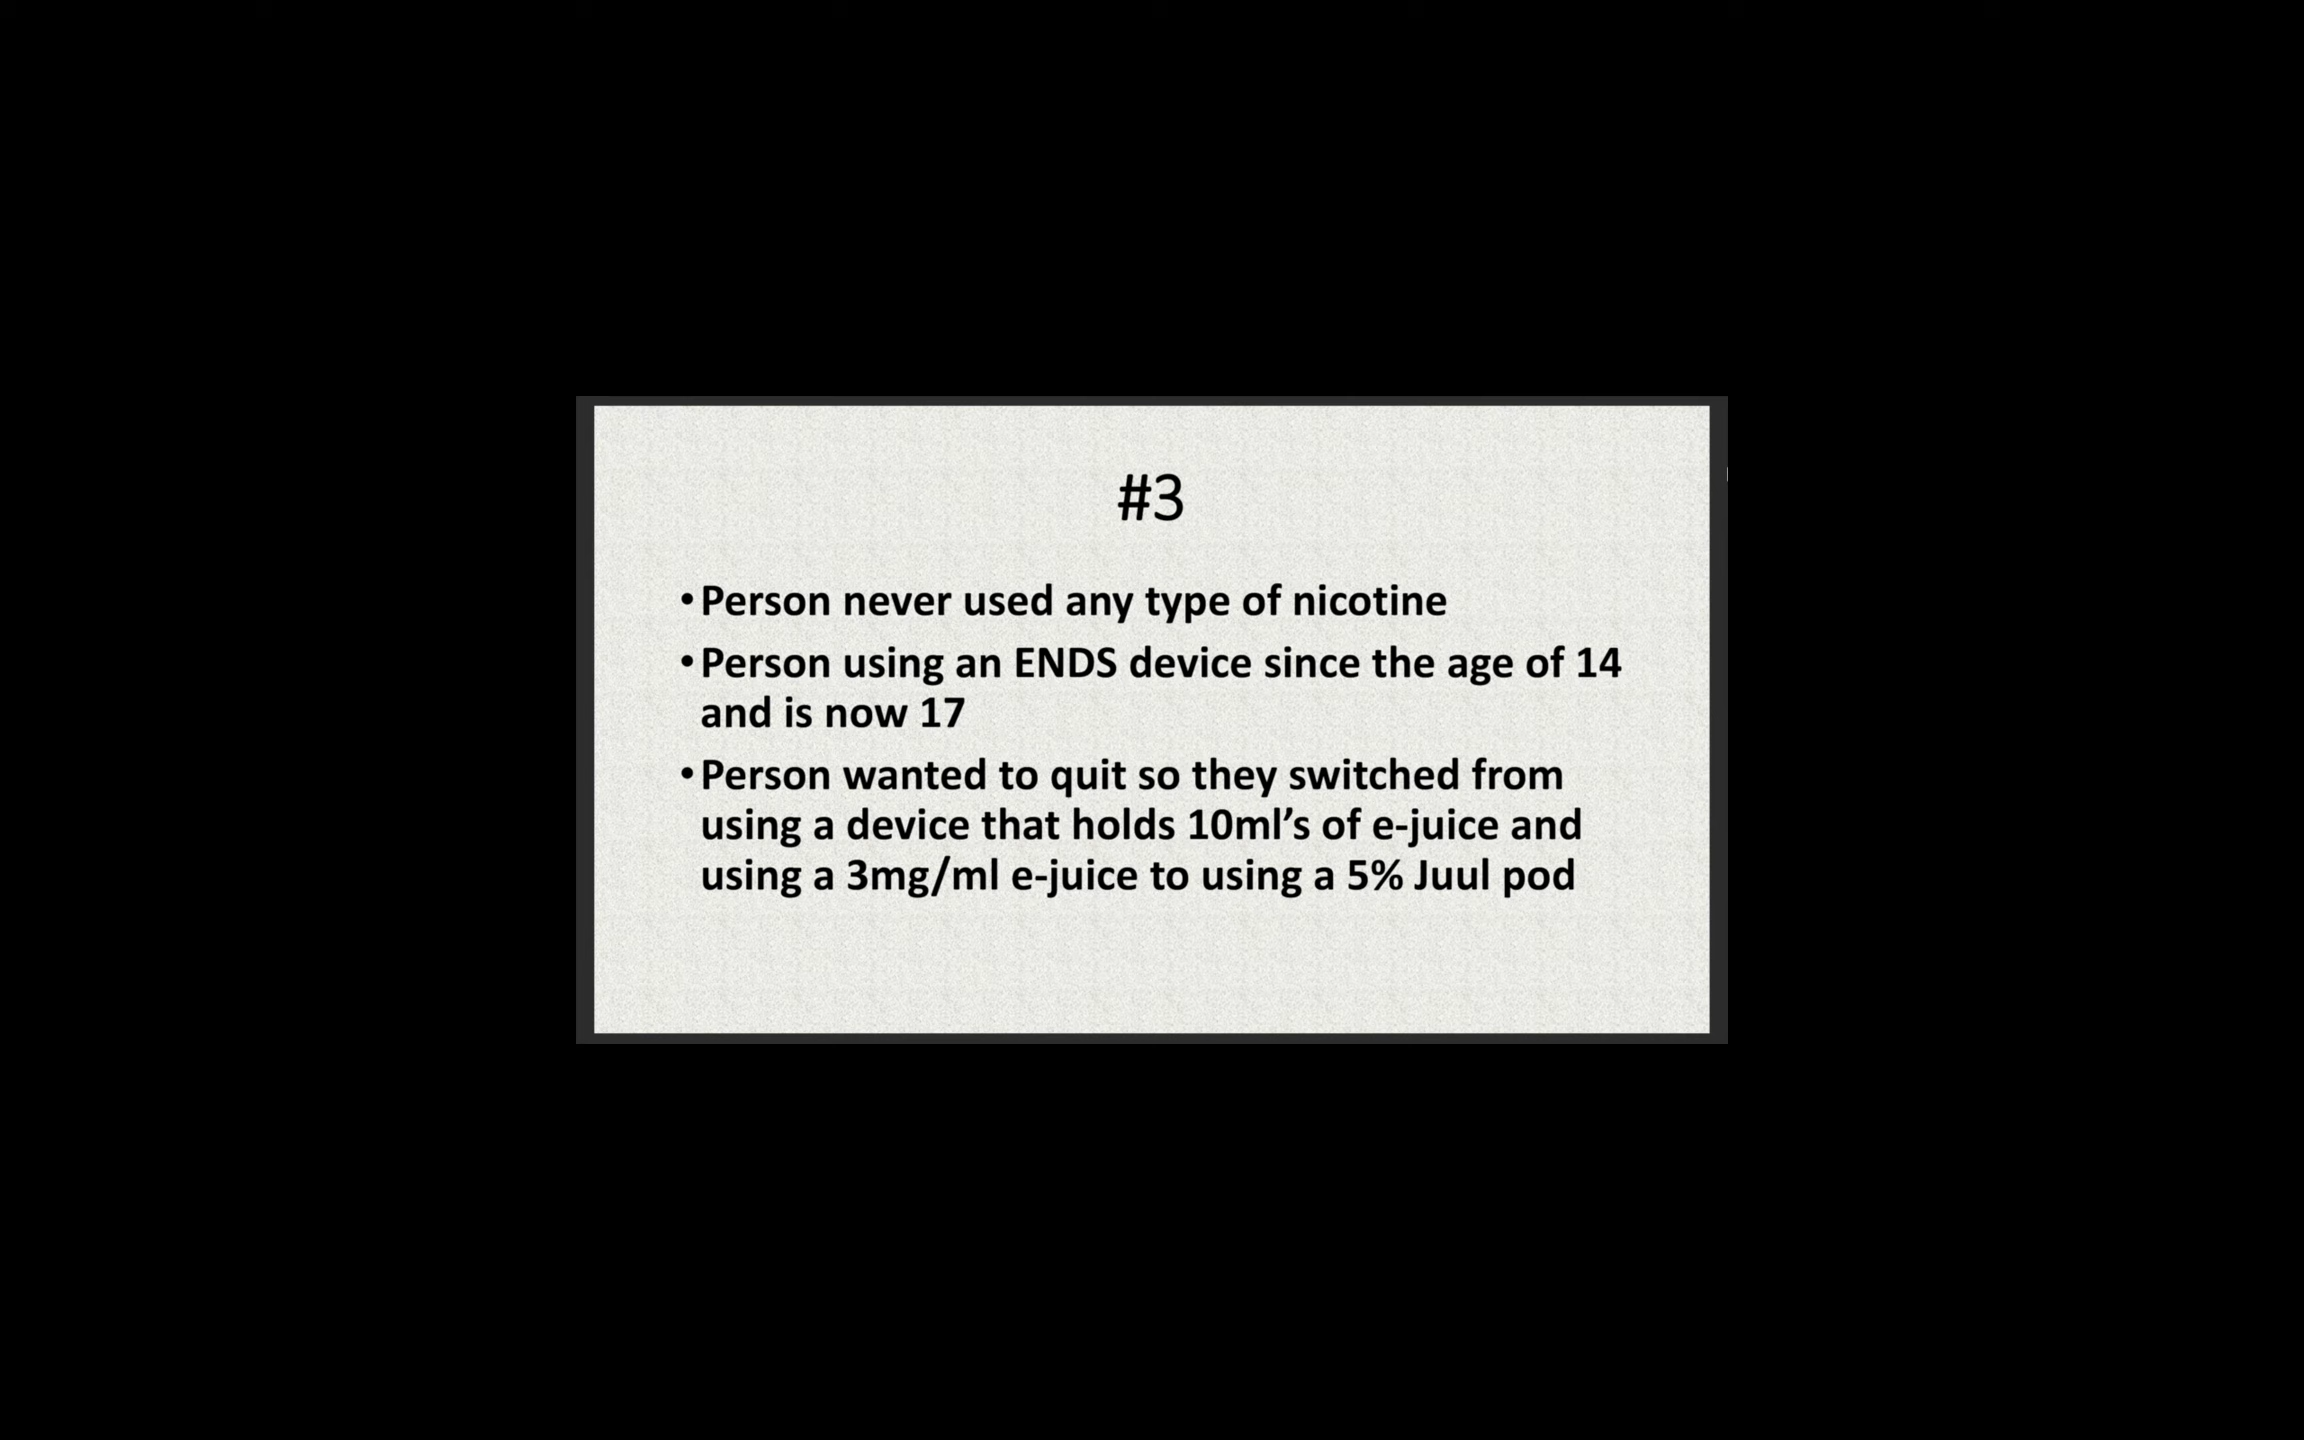 #3
•Person never used any type of nicotine
•Person using an ENDS device since the age of 14
and is now 17
•Person wanted to quit so they switched from
using a device that holds 10ml’s of e-juice and
using a 3mg/ml e-juice to using a 5% Juul pod